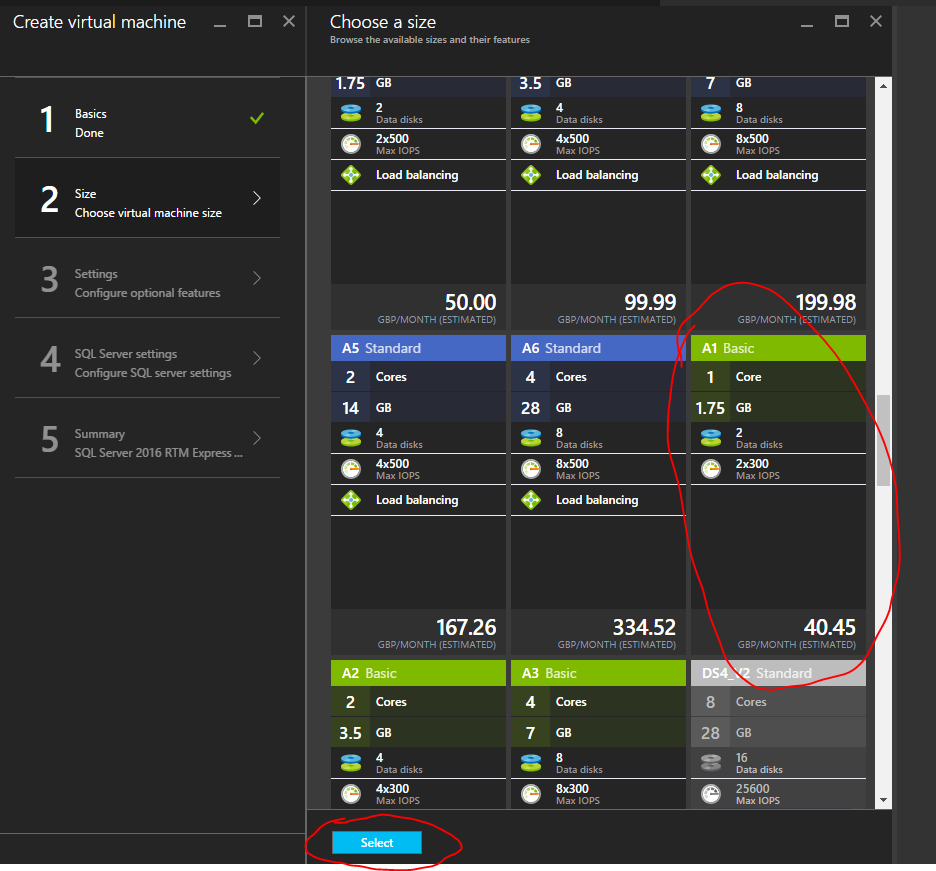 Create virtual machine
1
Basics
Done
2
Size
Choose virtual machine size
3
Settings
Configure optional features
4
SQL Server settings
Configure SQL server settings
5
Summary
SQL Server 2016 RTM Express ...
Choose a size
Browse the available sizes and their features
1.75 GB
2
Data disks
2x500
Max IOPS
Load balancing
50.00
GBP/MONTH (ESTIMATED)
3.5 GB
4
Data disks
4x500
Max IOPS
Load balancing
99.99
GBP/MONTH (ESTIMATED)
7 GB
8
Data disks
8x500
Max IOPS
Load balancing
199.98
GBP/MONTH (ESTIMATED)
A5 Standard
2 Cores
14 GB
4
Data disks
4x500
Max IOPS
Load balancing
167.26
GBP/MONTH (ESTIMATED)
A6 Standard
4 Cores
28 GB
8
Data disks
8x500
Max IOPS
Load balancing
334.52
GBP/MONTH (ESTIMATED)
A1 Basic
1 Core
1.75 GB
2
Data disks
2x300
Max IOPS
40.45
GBP/MONTH (ESTIMATED)
A2 Basic
2 Cores
3.5 GB
4
Data disks
4x300
Max IOPS
A3 Basic
4 Cores
7 GB
8
Data disks
8x300
Max IOPS
DS4_V2 Standard
8 Cores
28 GB
16
Data disks
25600
Max IOPS
Select